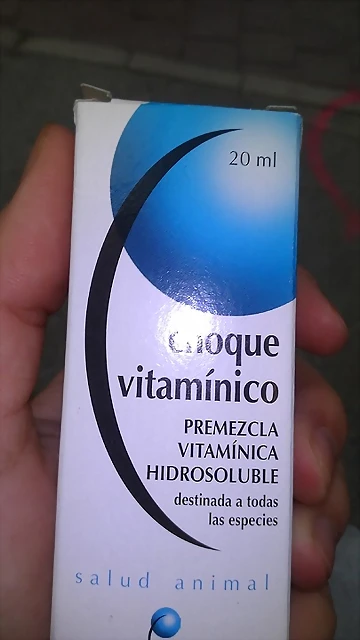 20 ml
choque
vitamínico
PREMEZCLA
VITAMÍNICA
HIDROSOLUBLE
destinada a todas
las especies
salud animal